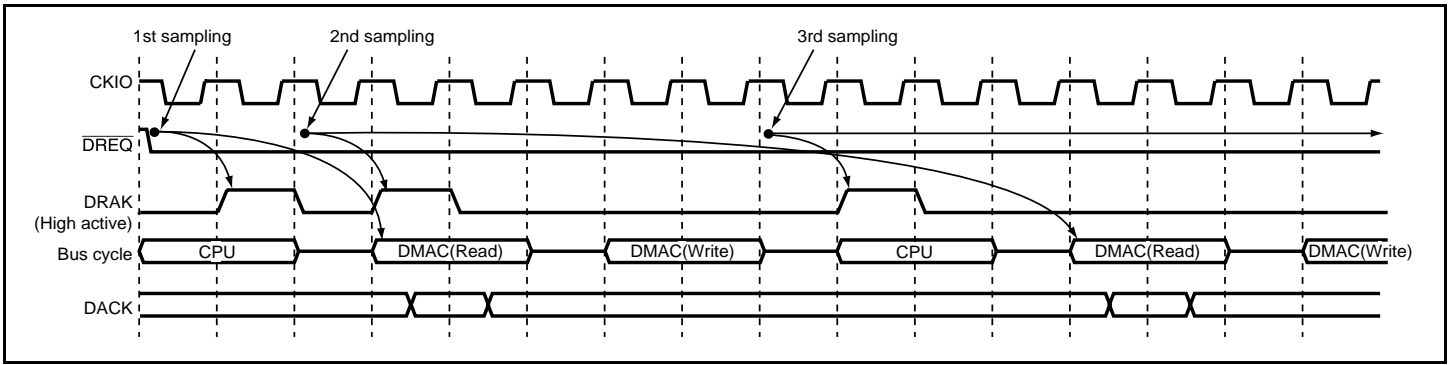 1st sampling 2nd sampling 3rd sampling
CKIO
DREQ
DRAK
(High active)
Bus cycle CPU DMAC(Read) DMAC(Write) CPU DMAC(Read) DMAC(Write)
DACK